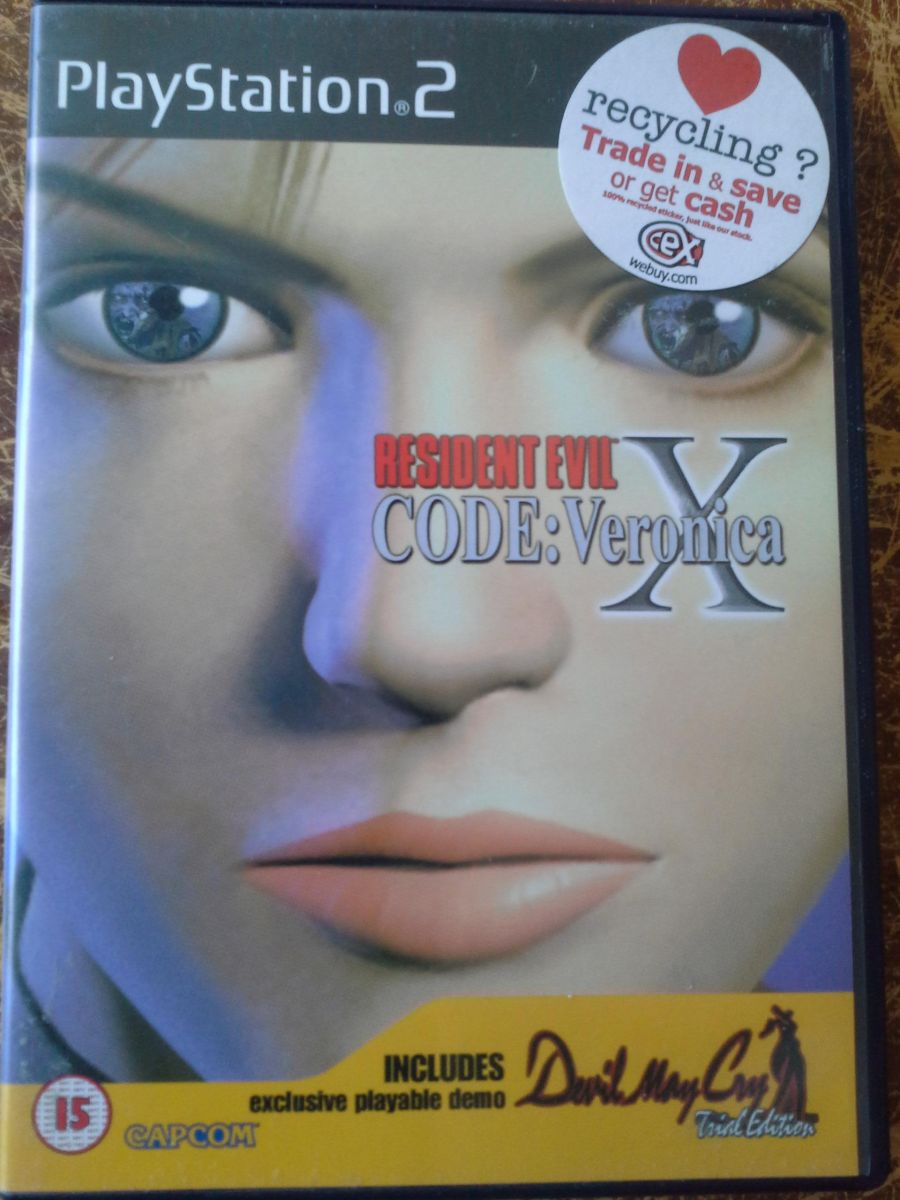 PlayStation®2
recycling ?
Trade in & save
or get cash
100% recycled sticker, just like our stock.
cex
webuy.com
RESIDENT EVIL™ X
CODE:Veronica
INCLUDES
exclusive playable demo
Devil May Cry
Trial Edition
15
CAPCOM